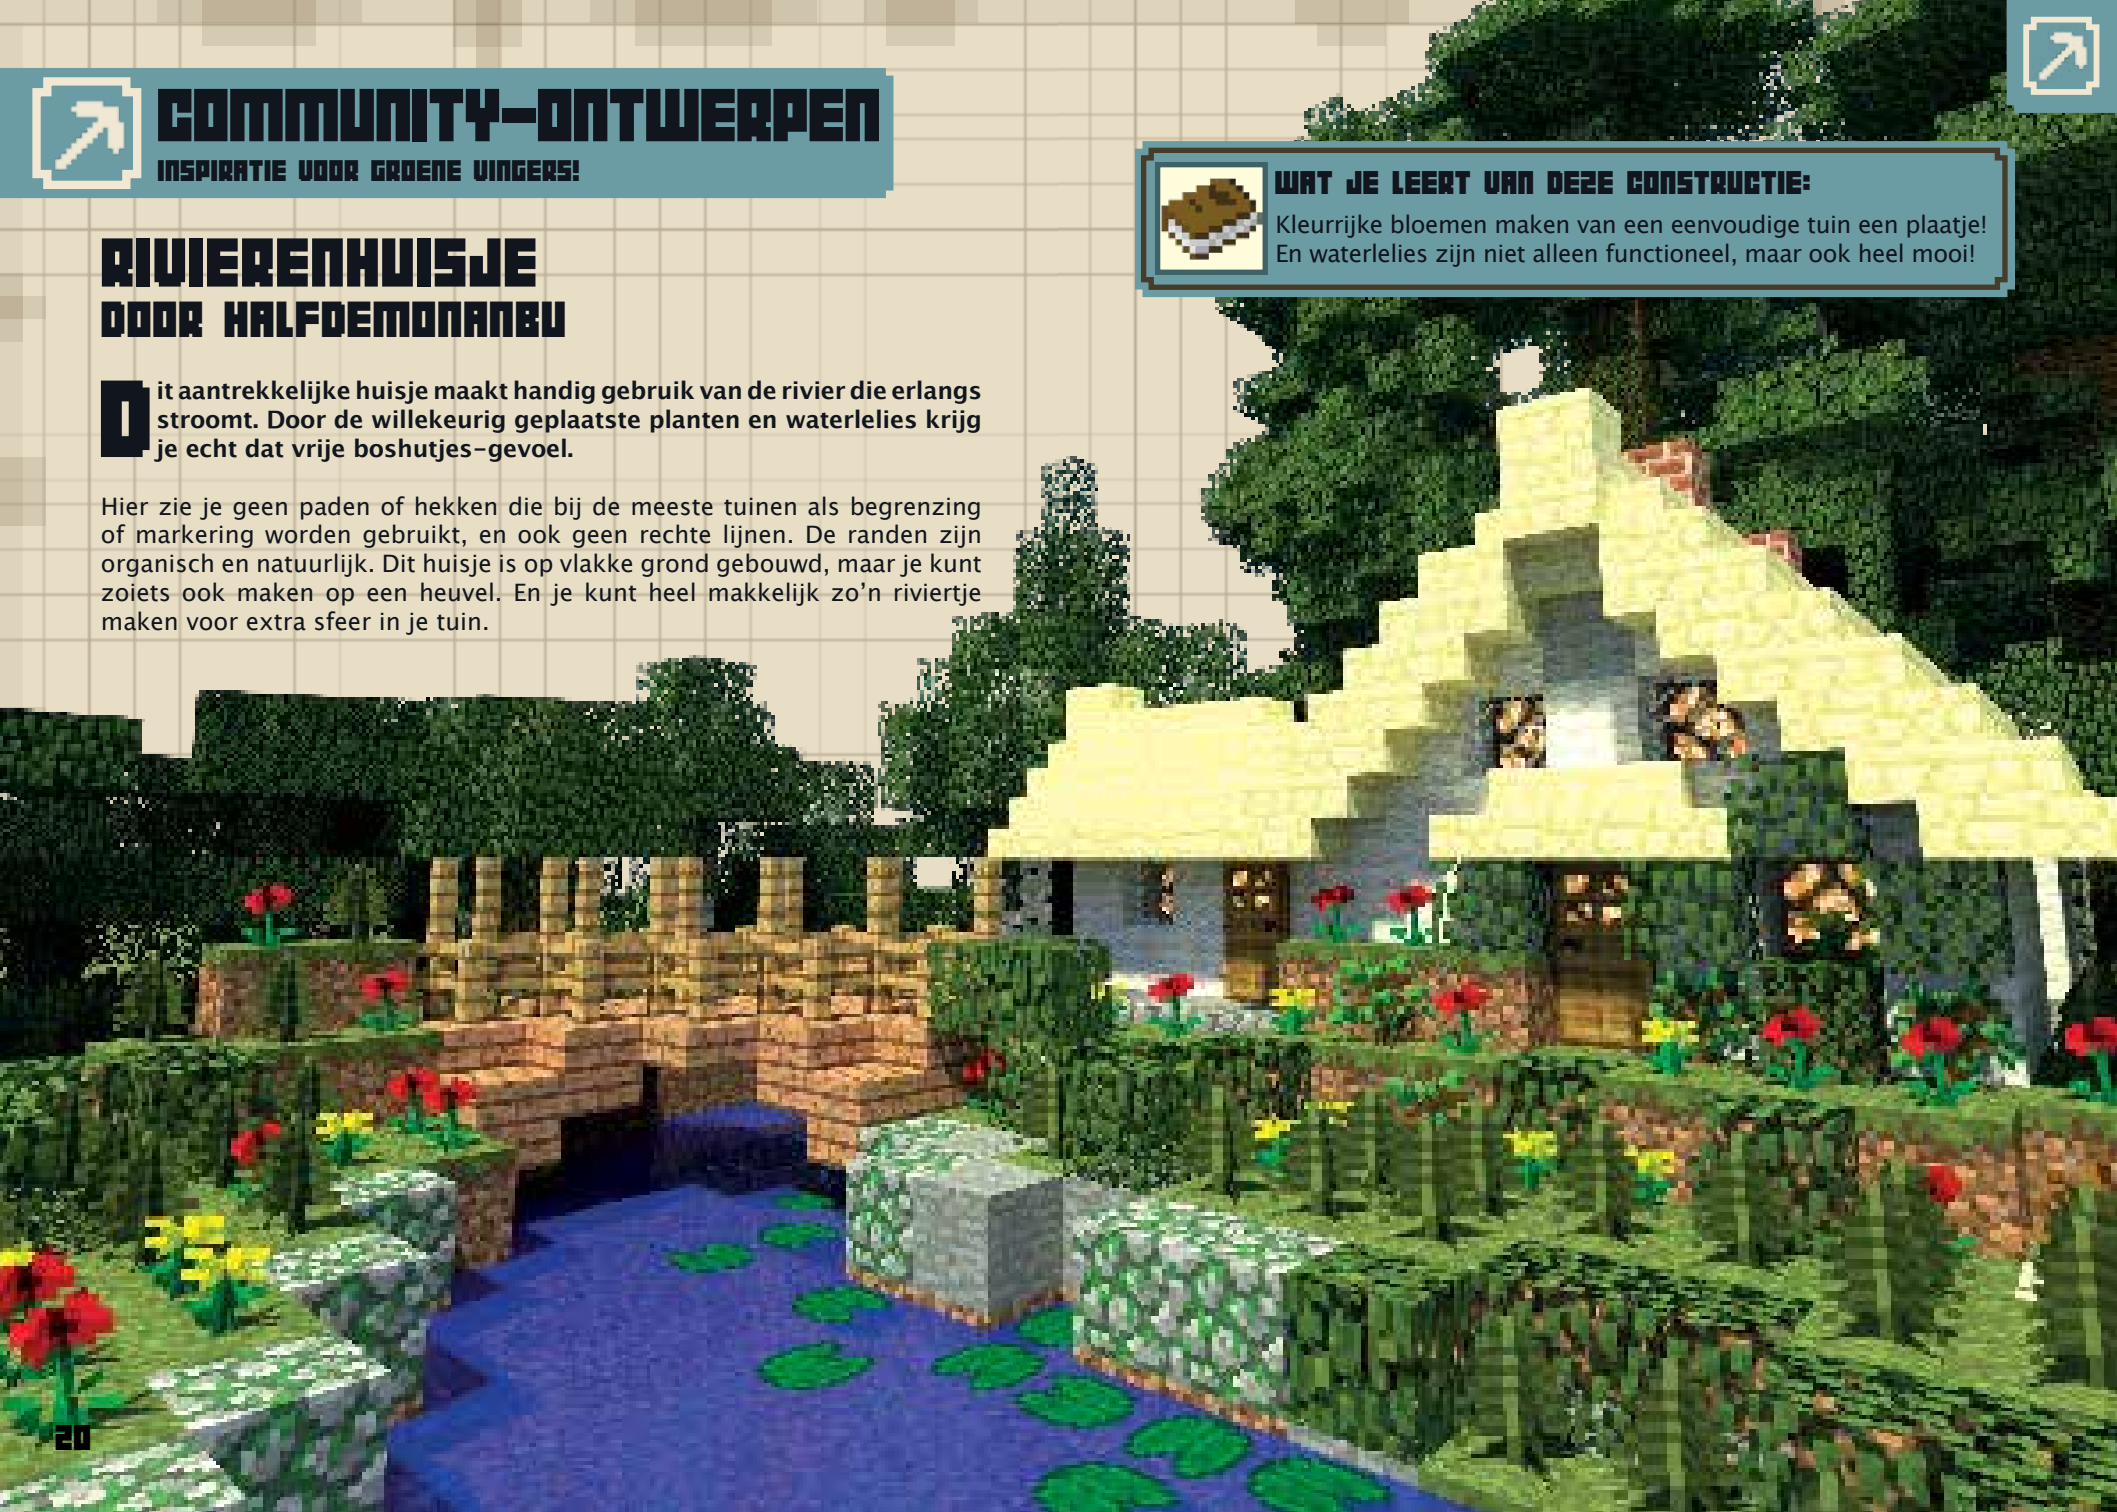 COMMUNITY-ONTWERPEN
INSPIRATIE VOOR GROENE VINGERS!
RIVIERENHUISJE
DOOR HALFDEMONANBU
Dit aantrekkelijke huisje maakt handig gebruik van de rivier die erlangs
stroomt. Door de willekeurig geplaatste planten en waterlelies krijg
je echt dat vrije boshutjes-gevoel.
Hier zie je geen paden of hekken die bij de meeste tuinen als begrenzing
of markering worden gebruikt, en ook geen rechte lijnen. De randen zijn
organisch en natuurlijk. Dit huisje is op vlakke grond gebouwd, maar je kunt
zoiets ook maken op een heuvel. En je kunt heel makkelijk zo’n riviertje
maken voor extra sfeer in je tuin.
WAT JE LEERT VAN DEZE CONSTRUCTIE:
Kleurrijke bloemen maken van een eenvoudige tuin een plaatje!
En waterlelies zijn niet alleen functioneel, maar ook heel mooi!
20